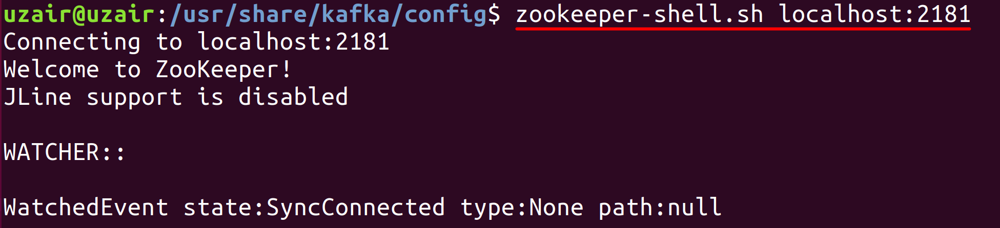 uzair@uzair:/usr/share/kafka/config$ zookeeper-shell.sh localhost:2181
Connecting to localhost:2181
Welcome to ZooKeeper!
JLine support is disabled
WATCHER::
WatchedEvent state:SyncConnected type:None path:null